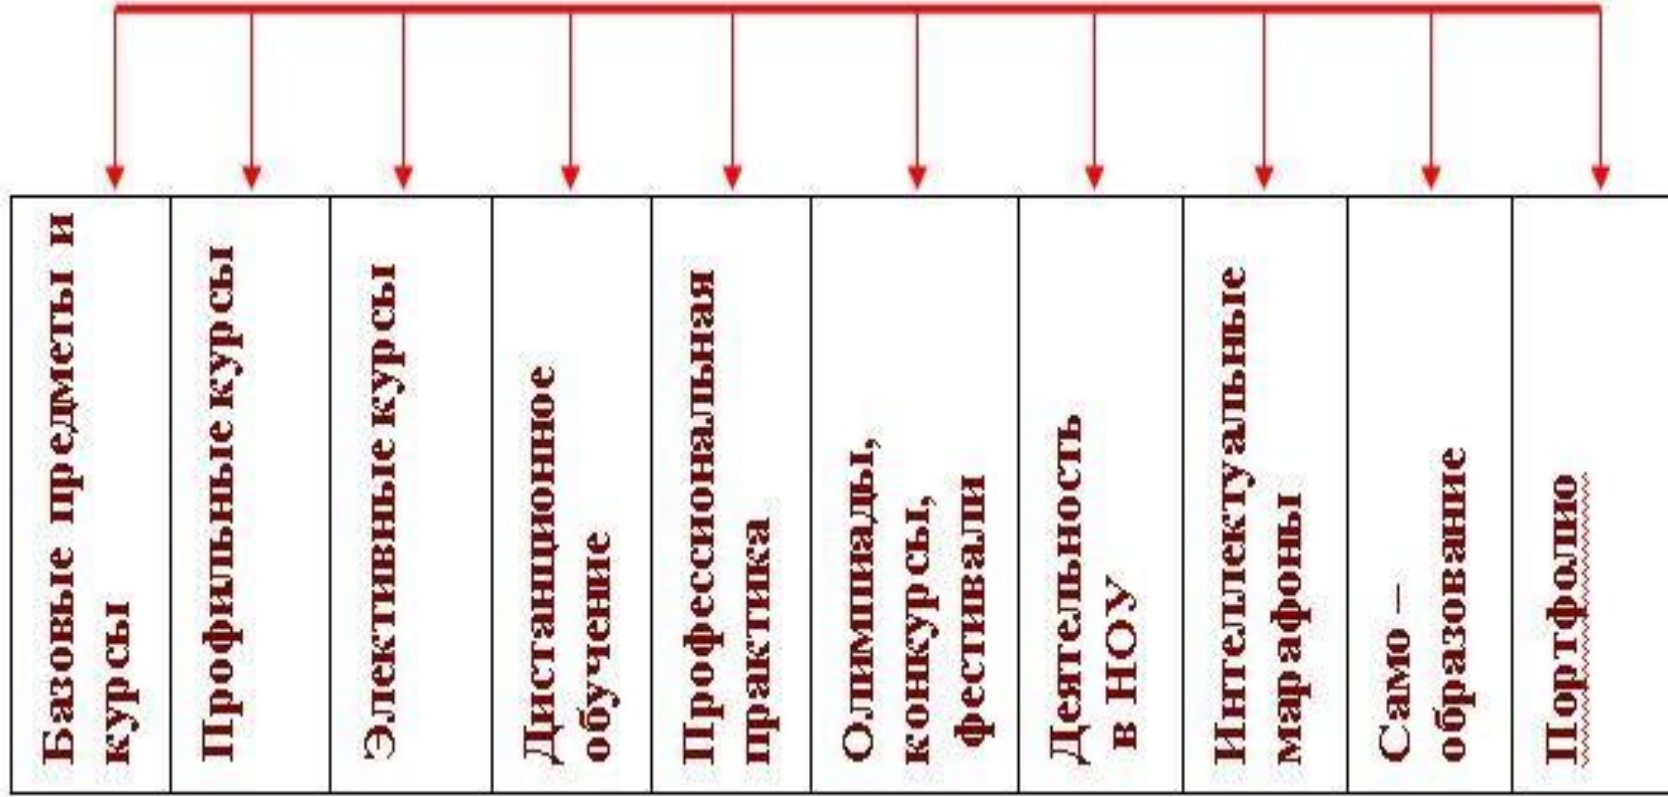 Базовые предметы и
курсы
Профильные курсы
Элективные курсы
Дистанционное
обучение
Профессиональная
практика
Олимпиады,
конкурсы,
фестивали
Деятельность
в НОУ
Интеллектуальные
марафоны
Само –
образование
Портфолио